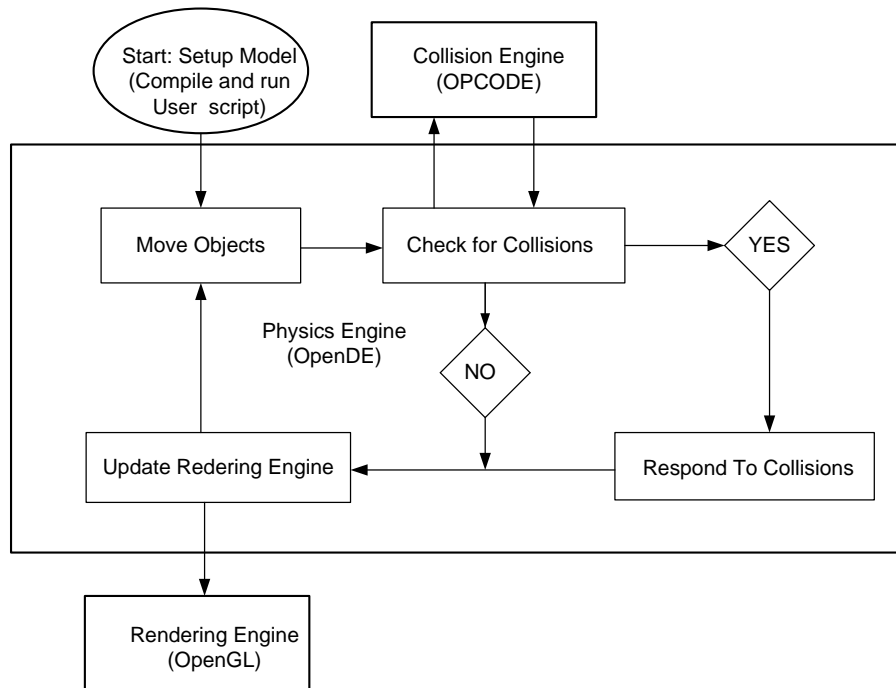 Start: Setup Model
(Compile and run
User script)
Collision Engine
(OPCODE)
Move Objects
Check for Collisions
YES
Physics Engine
(OpenDE)
NO
Update Redering Engine
Respond To Collisions
Rendering Engine
(OpenGL)